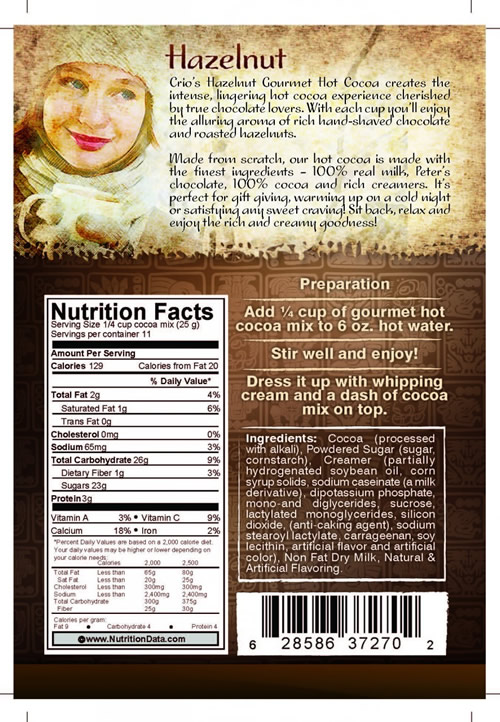 Hazelnut
Crio's Hazelnut Gourmet Hot Cocoa creates the
intense, lingering hot cocoa experience cherished
by true chocolate lovers. With each cup you'll enjoy
the alluring aroma of rich hand-shaved chocolate
and roasted hazelnuts.
Made from scratch, our hot cocoa is made with
the finest ingredients - 100% real milk, Peter's
chocolate, 100% cocoa and rich creamers. It's
perfect for gift giving, warming up on a cold night
or satisfying any sweet craving! Sit back, relax and
enjoy the rich and creamy goodness!
Nutrition Facts
Serving Size 1/4 cup cocoa mix (25 g)
Servings per container 11
Amount Per Serving
Calories 129 Calories from Fat 20
% Daily Value*
Total Fat 2g 4%
Saturated Fat 1g 6%
Trans Fat 0g
Cholesterol 0mg 0%
Sodium 65mg 3%
Total Carbohydrate 26g 9%
Dietary Fiber 1g 3%
Sugars 23g
Protein 3g
Vitamin A 3% • Vitamin C 9%
Calcium 18% • Iron 2%
*Percent Daily Values are based on a 2,000 calorie diet.
Your daily values may be higher or lower depending on
your calorie needs:
Calories 2,000 2,500
Total Fat Less than 65g 80g
Sat Fat Less than 20g 25g
Cholesterol Less than 300mg 300mg
Sodium Less than 2,400mg 2,400mg
Total Carbohydrate 300g 375g
Fiber 25g 30g
Calories per gram:
Fat 9 • Carbohydrate 4 • Protein 4
www.NutritionData.com
Preparation
Add ¼ cup of gourmet hot
cocoa mix to 6 oz. hot water.
Stir well and enjoy!
Dress it up with whipping
cream and a dash of cocoa
mix on top.
Ingredients: Cocoa (processed
with alkali), Powdered Sugar (sugar,
cornstarch), Creamer (partially
hydrogenated soybean oil, corn
syrup solids, sodium caseinate (a milk
derivative), dipotassium phosphate,
mono-and diglycerides, sucrose,
lactylated monoglycerides, silicon
dioxide, (anti-caking agent), sodium
stearoyl lactylate, carrageenan, soy
lecithin, artificial flavor and artificial
color), Non Fat Dry Milk, Natural &
Artificial Flavoring.
6 28586 37270 2